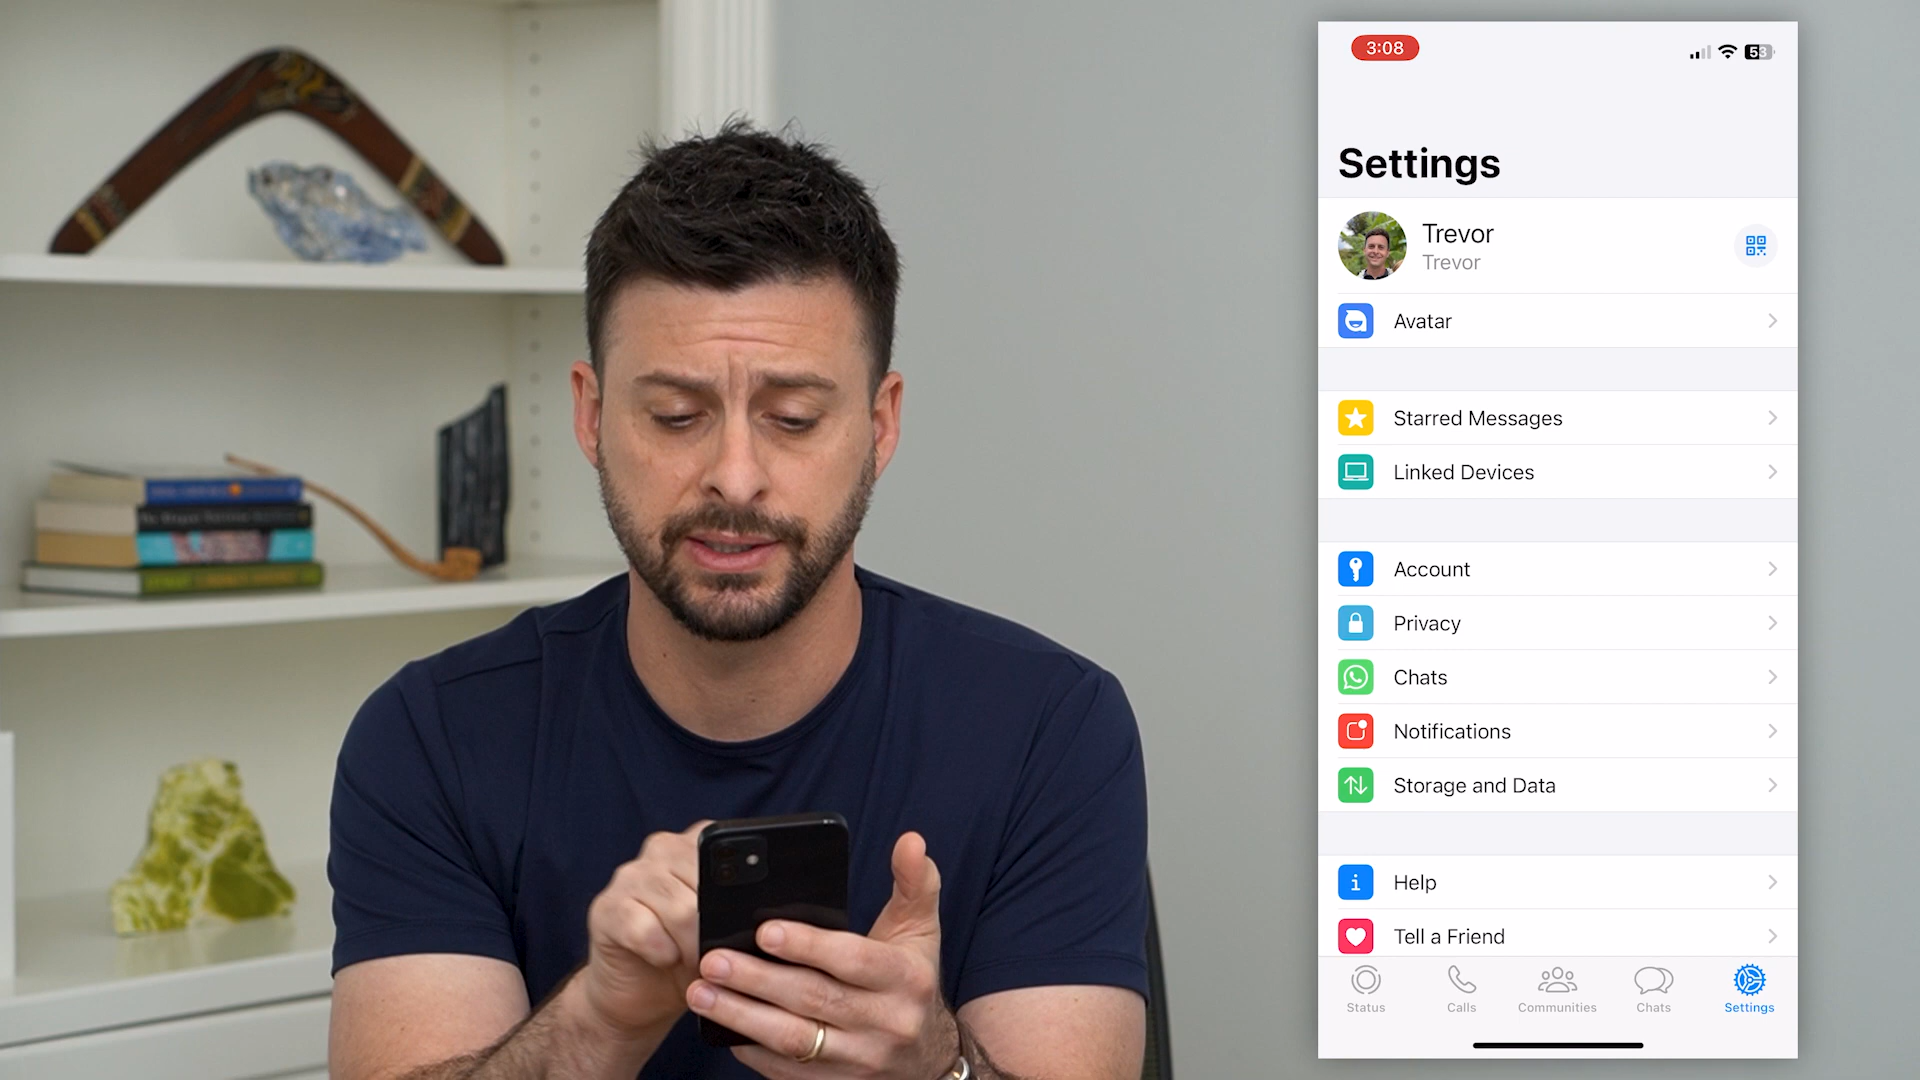 3:08
53
Settings
Trevor
Trevor
Avatar
Starred Messages
Linked Devices
Account
Privacy
Chats
Notifications
Storage and Data
Help
Tell a Friend
Status
Calls
Communities
Chats
Settings